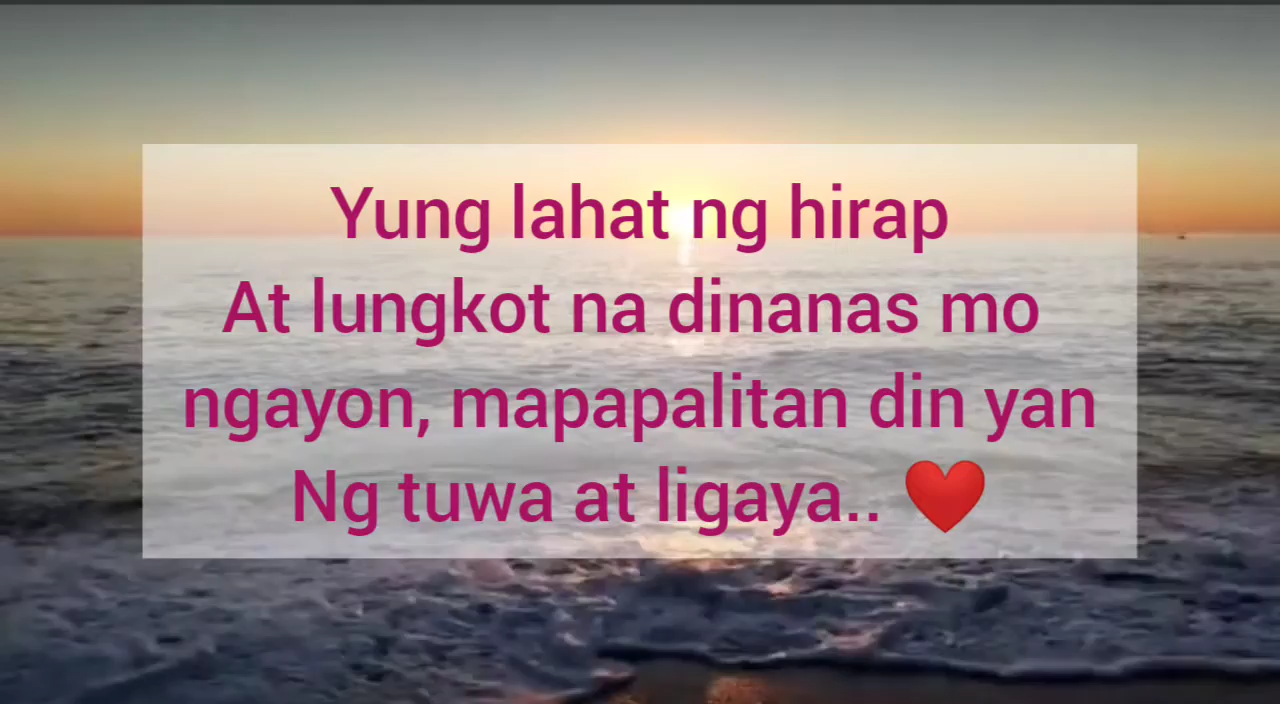 Yung lahat ng hirap
At lungkot na dinanas mo
ngayon, mapapalitan din yan
Ng tuwa at ligaya.. ❤️